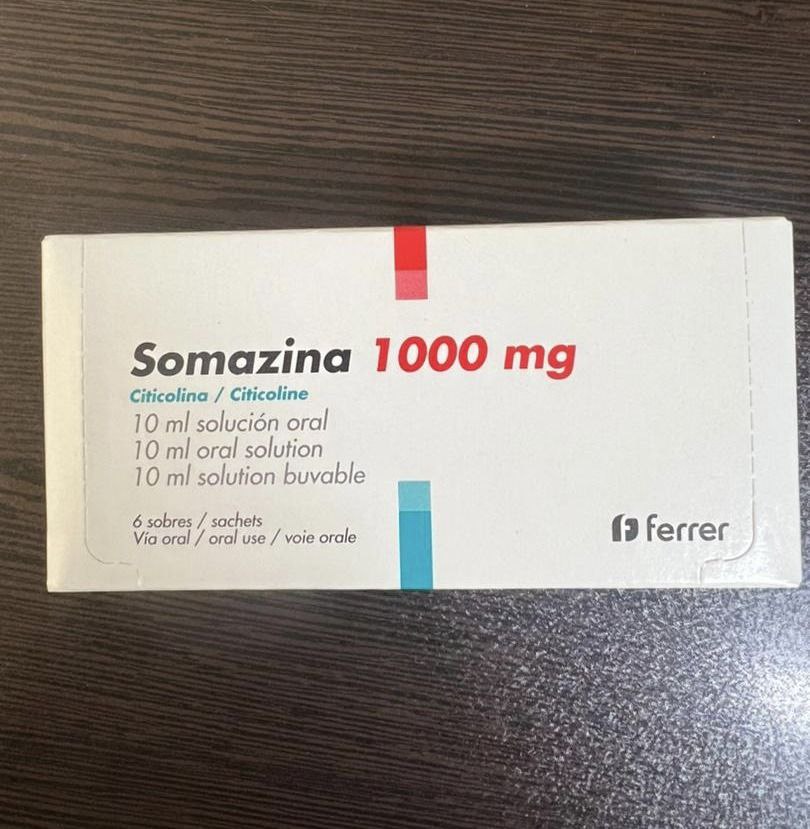 Somazina 1000 mg
Citicolina / Citicoline
10 ml solución oral
10 ml oral solution
10 ml solution buvable
6 sobres / sachets
Vía oral / oral use / voie orale
ferrer